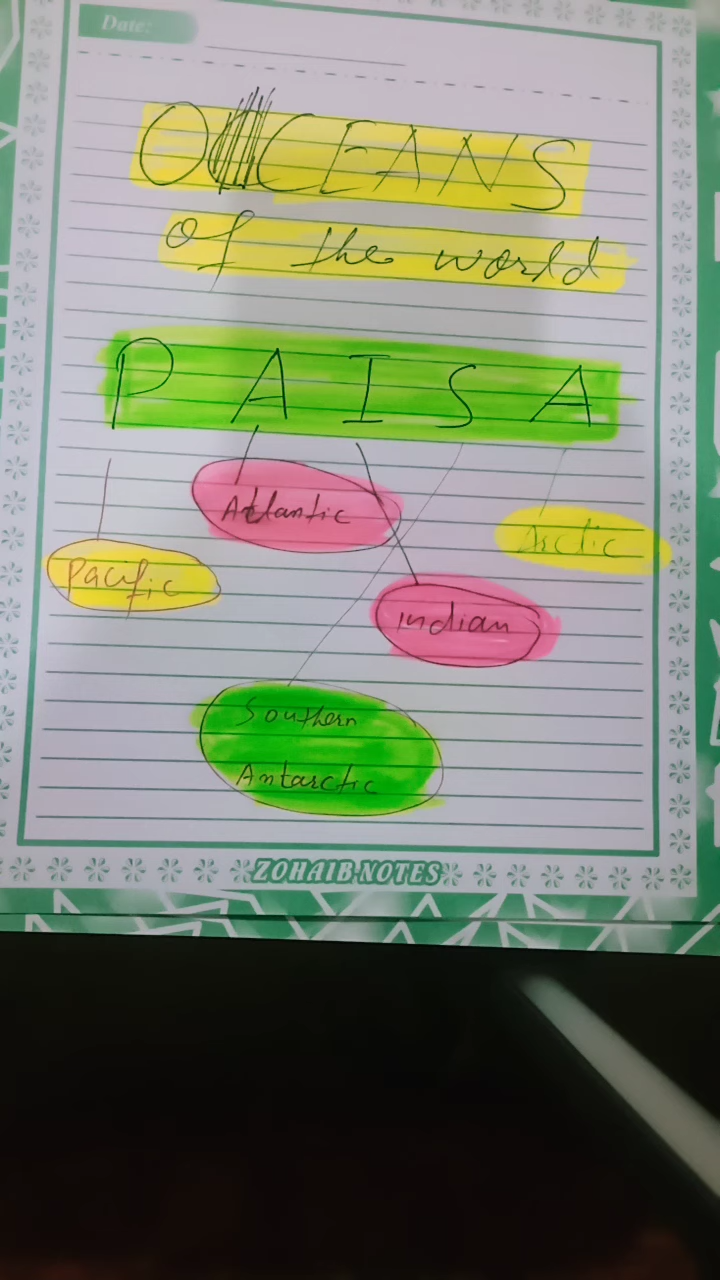 Date:
OCEANS
of the world
P A I S A
Atlantic
Arctic
Pacific
Indian
Southern
Antarctic
ZOHAIB NOTES